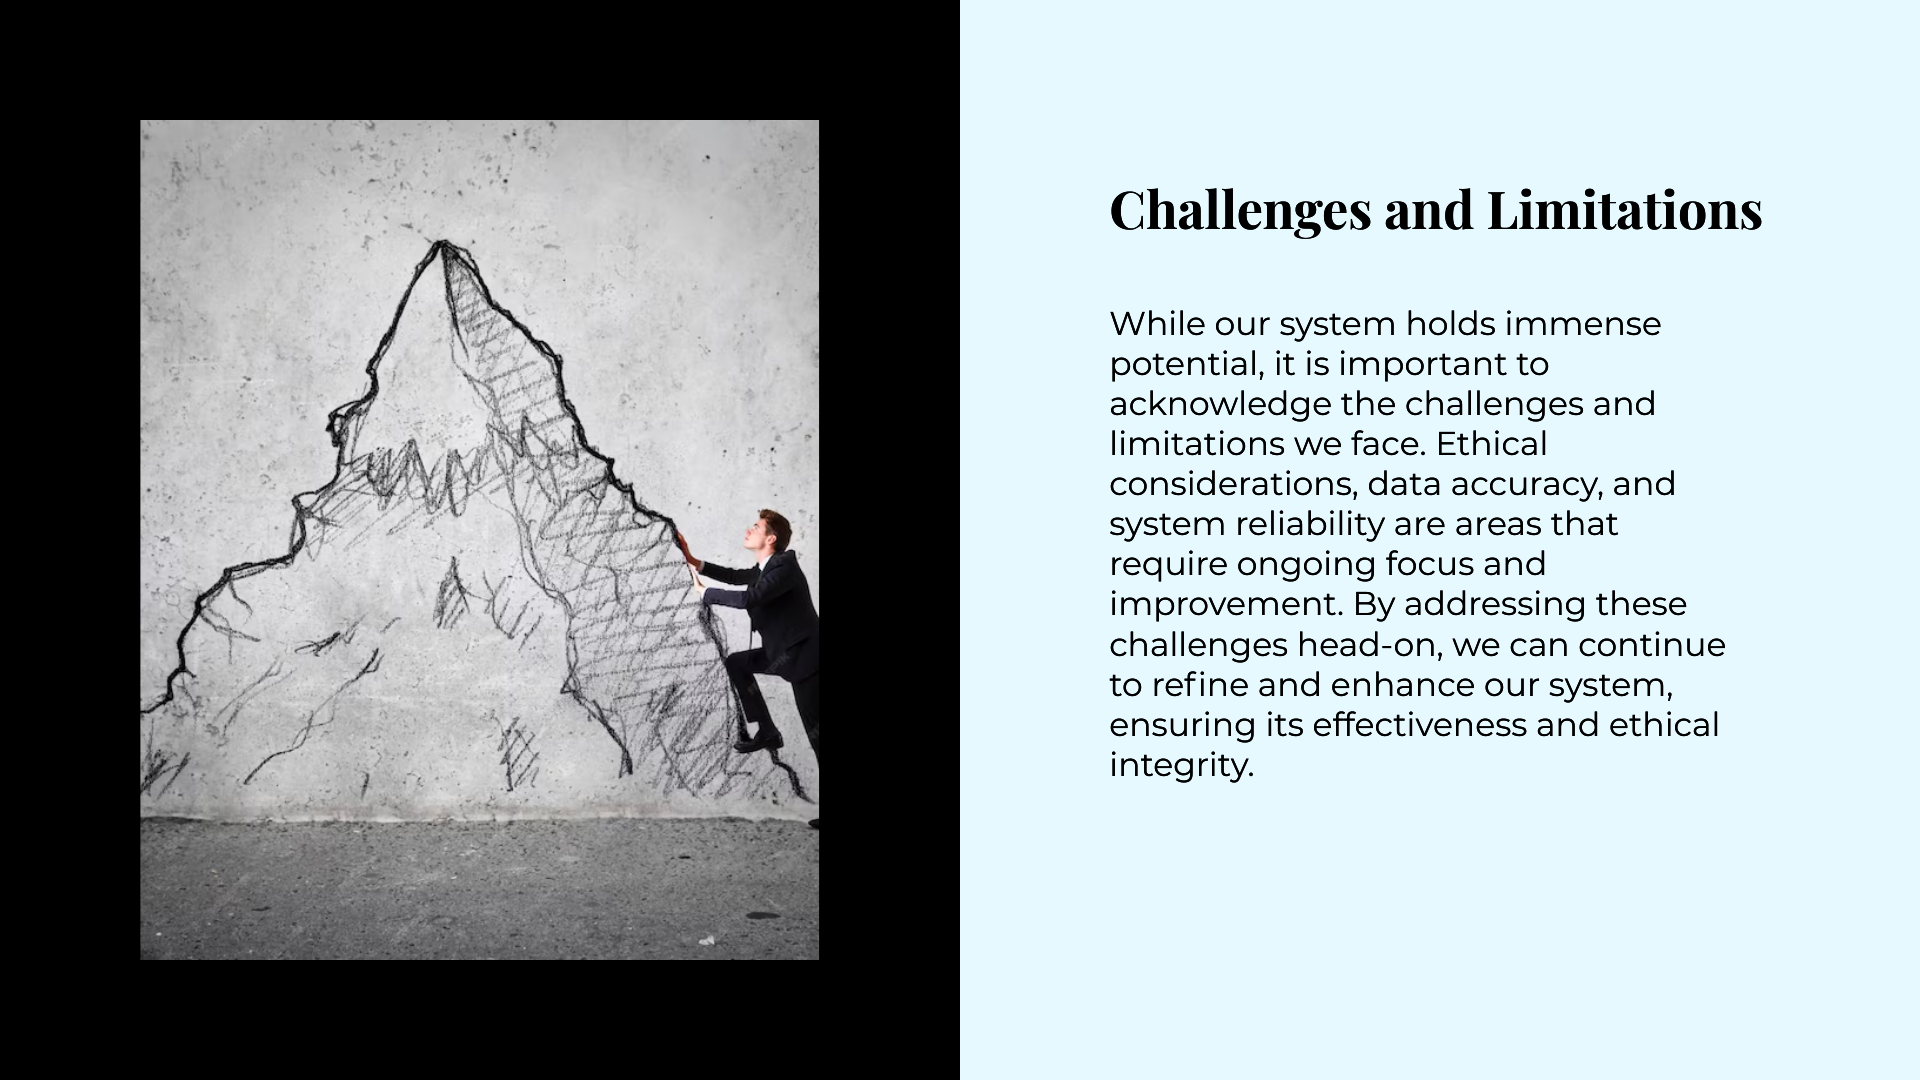 Challenges and Limitations
While our system holds immense
potential, it is important to
acknowledge the challenges and
limitations we face. Ethical
considerations, data accuracy, and
system reliability are areas that
require ongoing focus and
improvement. By addressing these
challenges head-on, we can continue
to refine and enhance our system,
ensuring its effectiveness and ethical
integrity.